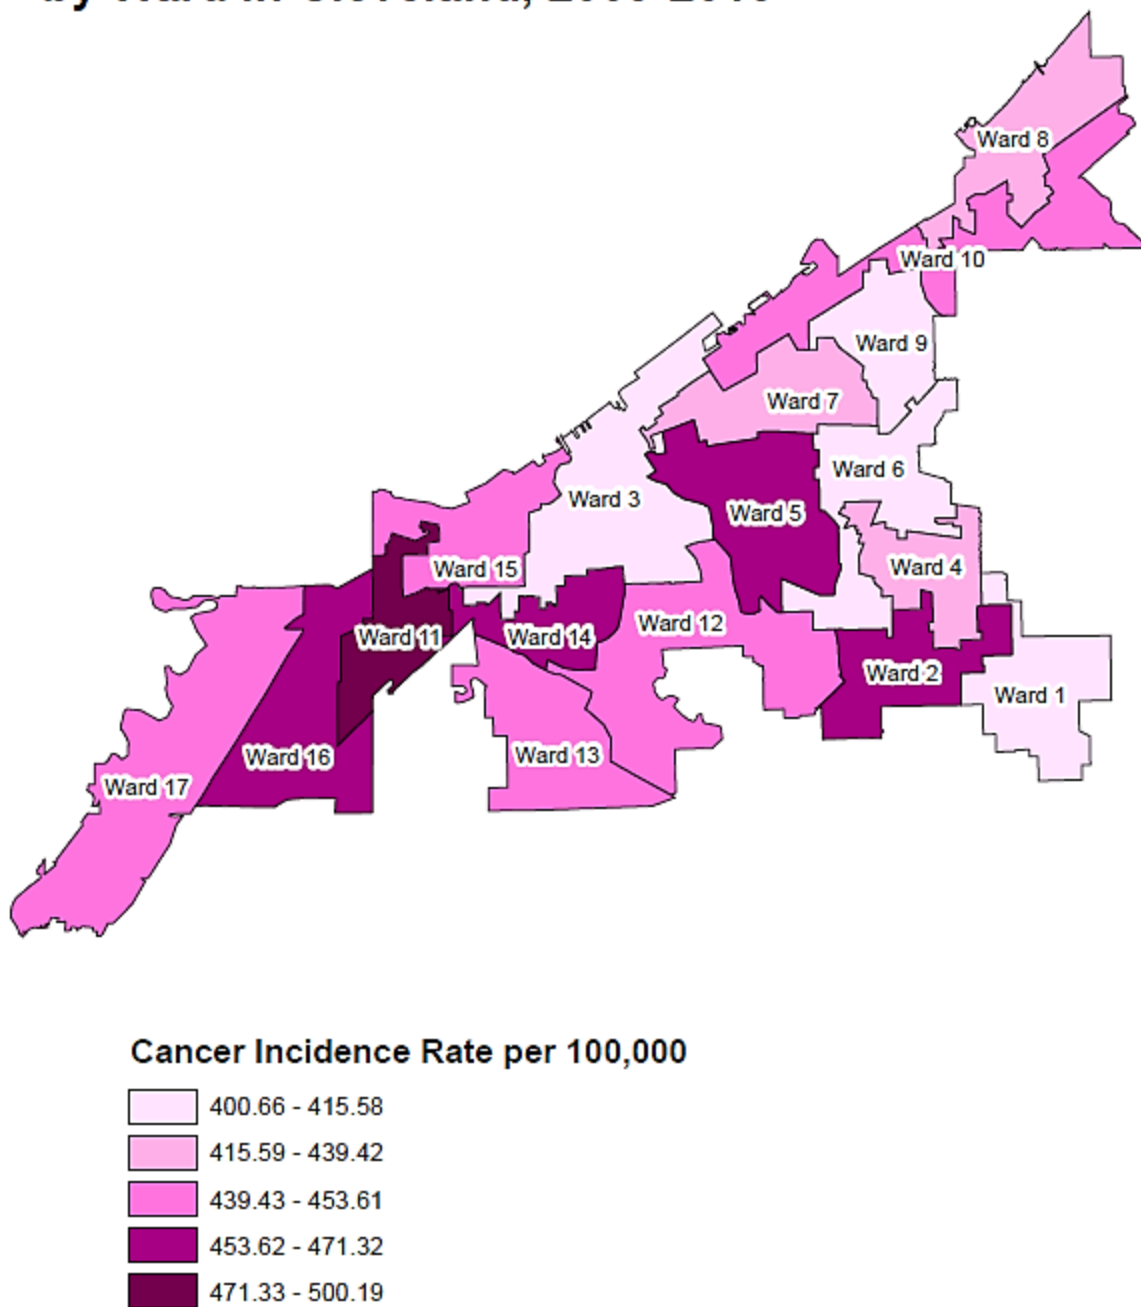 Ward 8
Ward 10
Ward 9
Ward 7
Ward 6
Ward 3
Ward 5
Ward 4
Ward 15
Ward 12
Ward 11
Ward 14
Ward 2
Ward 1
Ward 13
Ward 16
Ward 17
Cancer Incidence Rate per 100,000
400.66 - 415.58
415.59 - 439.42
439.43 - 453.61
453.62 - 471.32
471.33 - 500.19